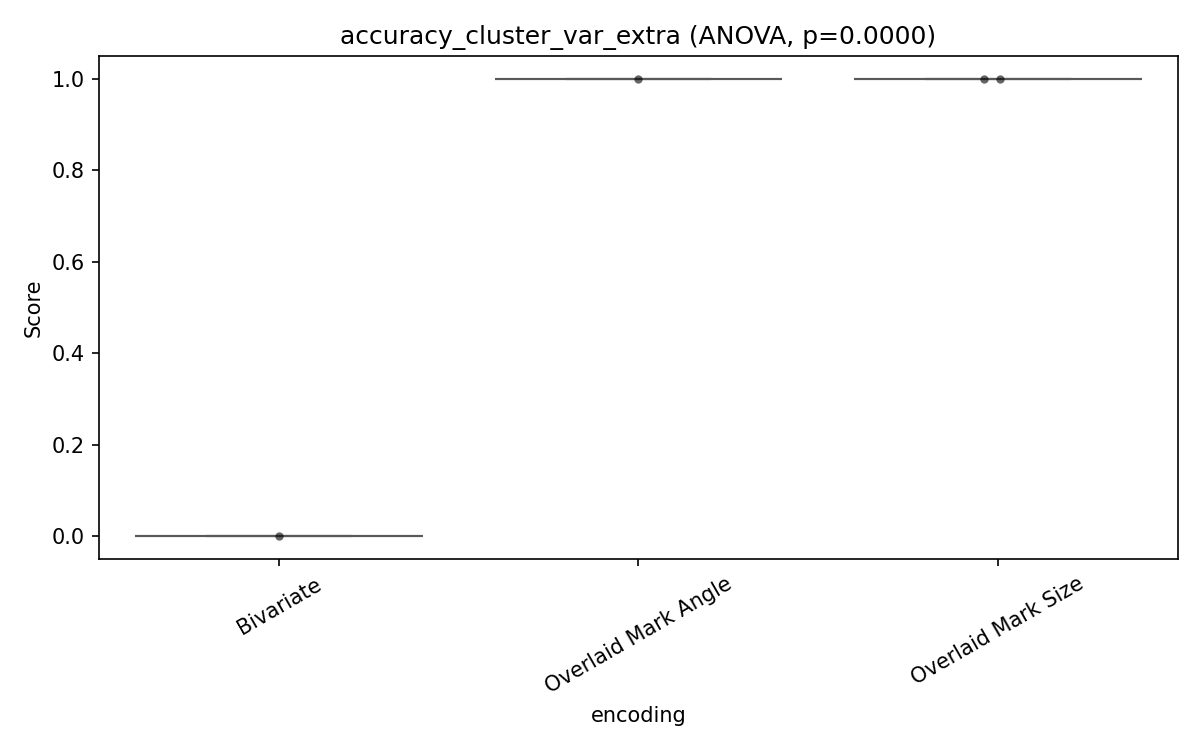 accuracy_cluster_var_extra (ANOVA, p=0.0000)
1.0
0.8
0.6
0.4
0.2
0.0
Score
Bivariate
Overlaid Mark Angle
Overlaid Mark Size
encoding